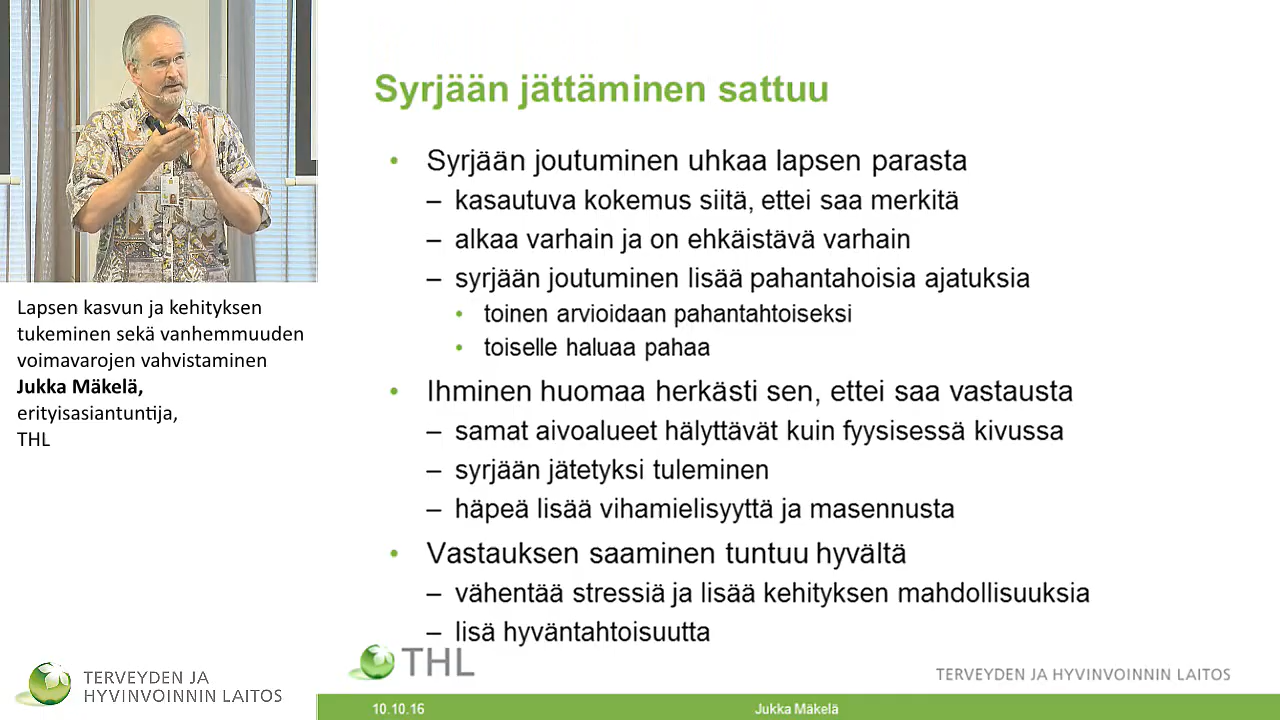 Syrjään jättäminen sattuu
• Syrjään joutuminen uhkaa lapsen parasta
– kasautuva kokemus siitä, ettei saa merkitä
– alkaa varhain ja on ehkäistävä varhain
– syrjään joutuminen lisää pahantahoisia ajatuksia
• toinen arvioidaan pahantahtoiseksi
• toiselle haluaa pahaa
• Ihminen huomaa herkästi sen, ettei saa vastausta
– samat aivoalueet hälyttävät kuin fyysisessä kivussa
– syrjään jätetyksi tuleminen
– häpeä lisää vihamielisyyttä ja masennusta
• Vastauksen saaminen tuntuu hyvältä
– vähentää stressiä ja lisää kehityksen mahdollisuuksia
– lisä hyväntahtoisuutta
THL
TERVEYDEN JA HYVINVOINNIN LAITOS
10.10.16
Jukka Mäkelä
Lapsen kasvun ja kehityksen
tukeminen sekä vanhemmuuden
voimavarojen vahvistaminen
Jukka Mäkelä,
erityisasiantuntija,
THL
TERVEYDEN JA
HYVINVOINNIN LAITOS